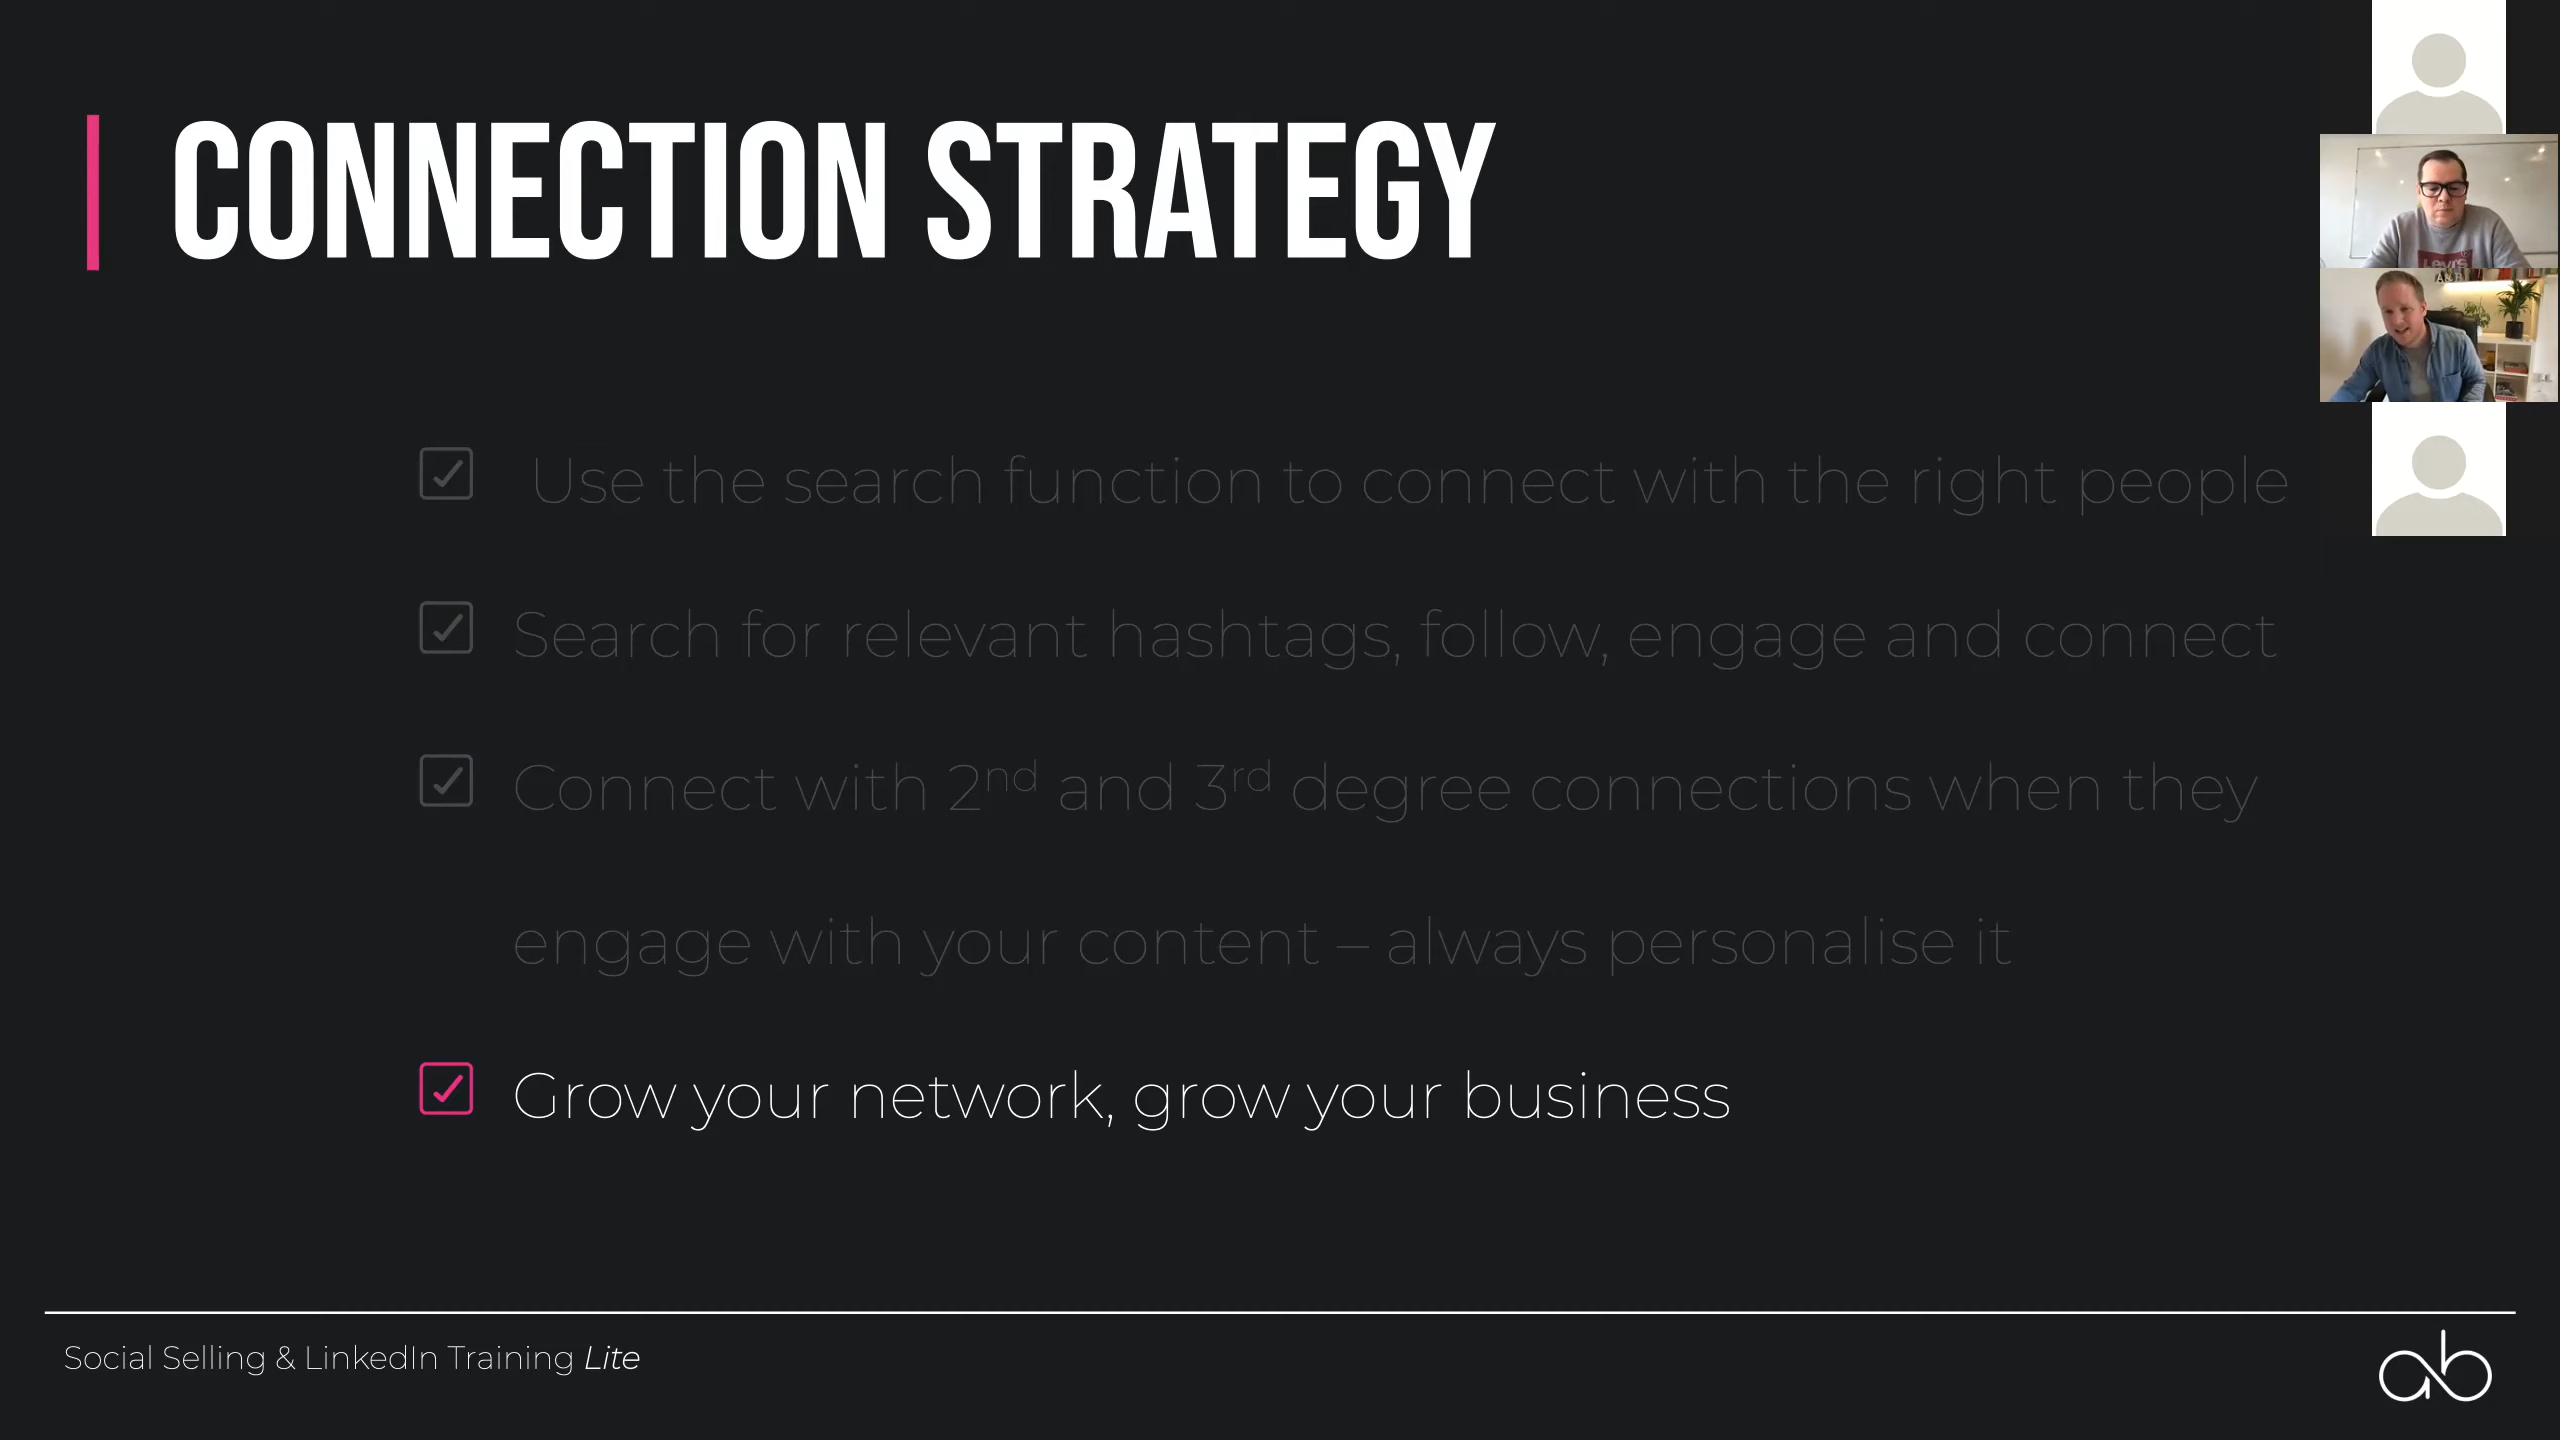 CONNECTION STRATEGY
Use the search function to connect with the right people
Search for relevant hashtags, follow, engage and connect
Connect with 2nd and 3rd degree connections when they
engage with your content – always personalise it
Grow your network, grow your business
Social Selling & LinkedIn Training Lite
ab
Levi's